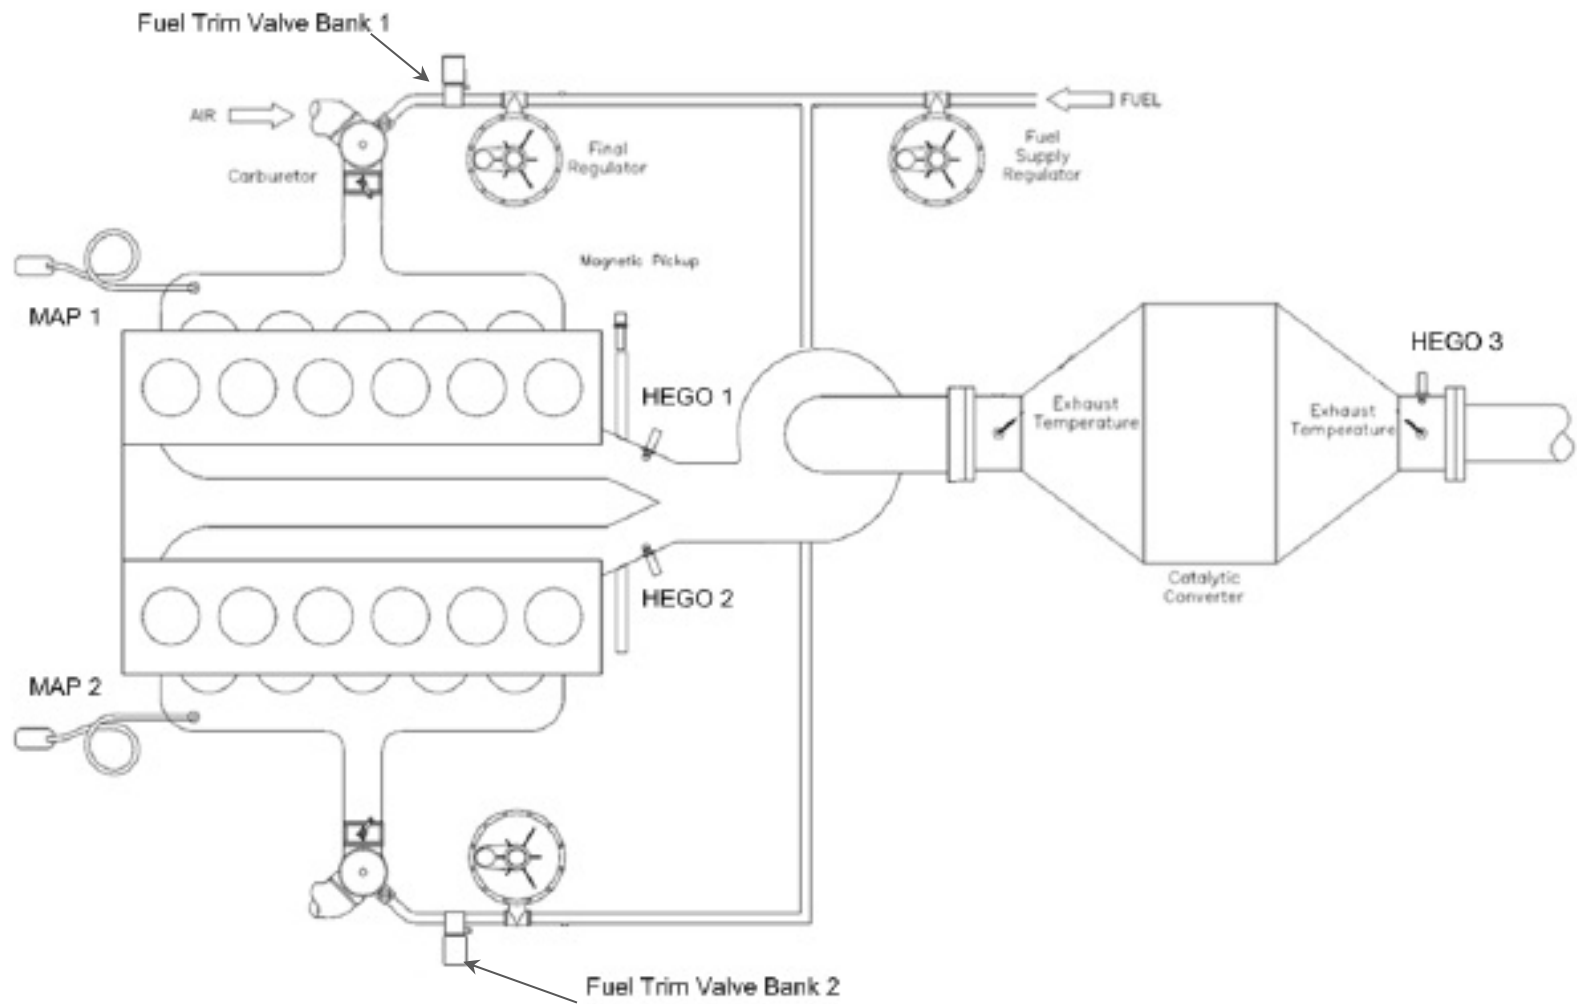 Fuel Trim Valve Bank 1
AIR
FUEL
Carburetor
Final
Regulator
Fuel
Supply
Regulator
Magnetic Pickup
MAP 1
HEGO 1
HEGO 3
Exhaust
Temperature
Exhaust
Temperature
HEGO 2
Catalytic
Converter
MAP 2
Fuel Trim Valve Bank 2